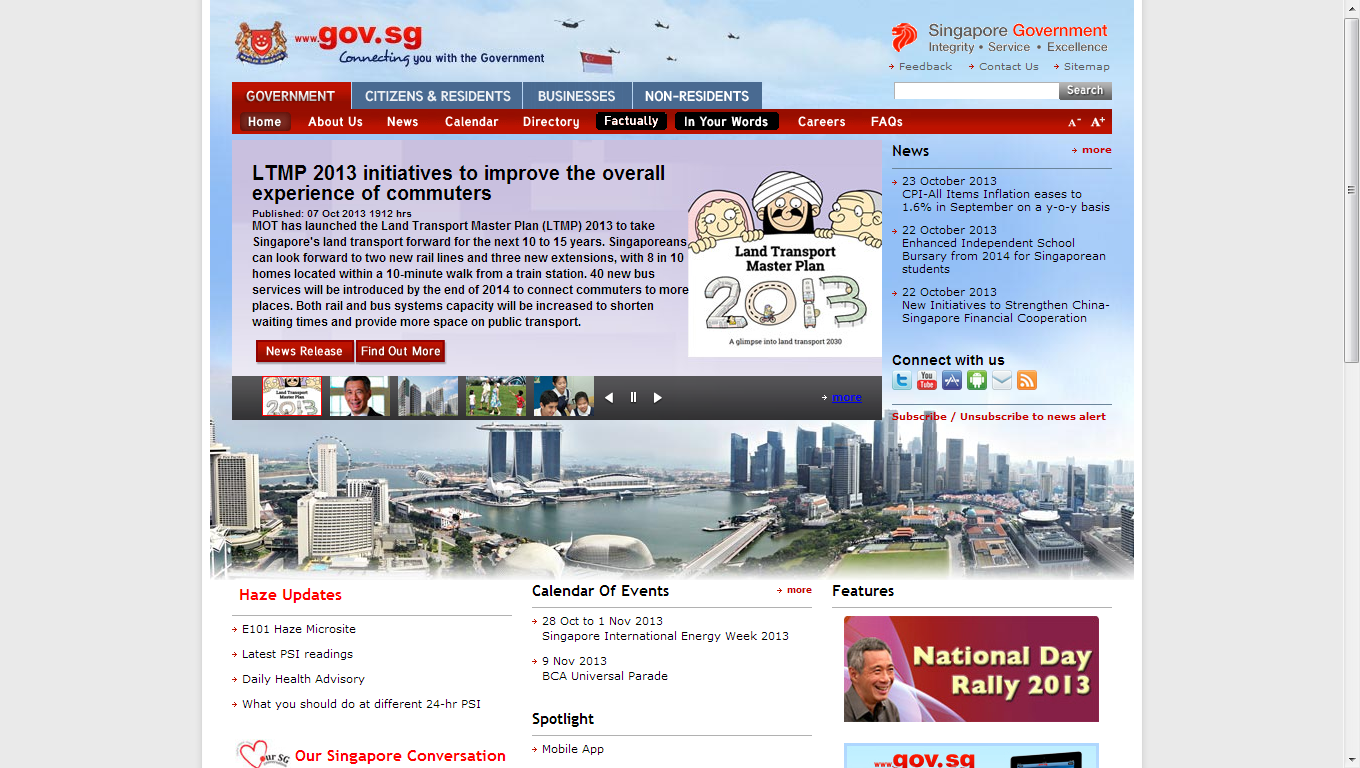 www.gov.sg
Connecting you with the Government
Singapore Government
Integrity • Service • Excellence
Feedback
Contact Us
Sitemap
GOVERNMENT
CITIZENS & RESIDENTS
BUSINESSES
NON-RESIDENTS
Search
Home
About Us
News
Calendar
Directory
Factually
In Your Words
Careers
FAQs
A-
A+
LTMP 2013 initiatives to improve the overall
experience of commuters
Published: 07 Oct 2013 1912 hrs
MOT has launched the Land Transport Master Plan (LTMP) 2013 to take
Singapore's land transport forward for the next 10 to 15 years. Singaporeans
can look forward to two new rail lines and three new extensions, with 8 in 10
homes located within a 10-minute walk from a train station. 40 new bus
services will be introduced by the end of 2014 to connect commuters to more
places. Both rail and bus systems capacity will be increased to shorten
waiting times and provide more space on public transport.
News Release
Find Out More
Land Transport
Master Plan
2013
A glimpse into land transport 2030
Land Transport
Master Plan
2013
more
News
more
23 October 2013
CPI-All Items Inflation eases to
1.6% in September on a y-o-y basis
22 October 2013
Enhanced Independent School
Bursary from 2014 for Singaporean
students
22 October 2013
New Initiatives to Strengthen China-
Singapore Financial Cooperation
Connect with us
You
Tube
Subscribe / Unsubscribe to news alert
Haze Updates
E101 Haze Microsite
Latest PSI readings
Daily Health Advisory
What you should do at different 24-hr PSI
Our SG
Our Singapore Conversation
Calendar Of Events
more
28 Oct to 1 Nov 2013
Singapore International Energy Week 2013
9 Nov 2013
BCA Universal Parade
Spotlight
Mobile App
Features
National Day
Rally 2013
www.gov.sg